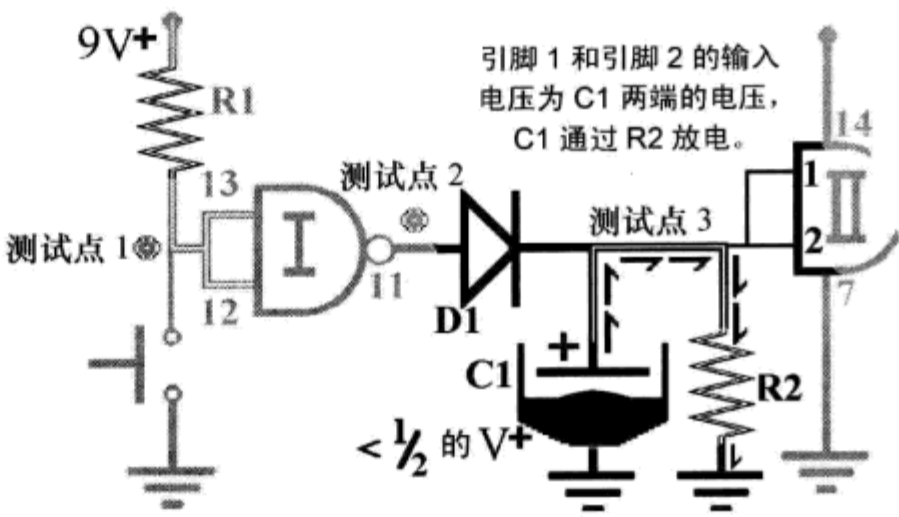 9V+
R1
引脚 1 和引脚 2 的输入
电压为 C1 两端的电压，
C1 通过 R2 放电。
14
13
测试点 2
1
II
测试点 1
I
测试点 3
2
12
11
7
D1
+
C1
R2
< 1/2 的 V+